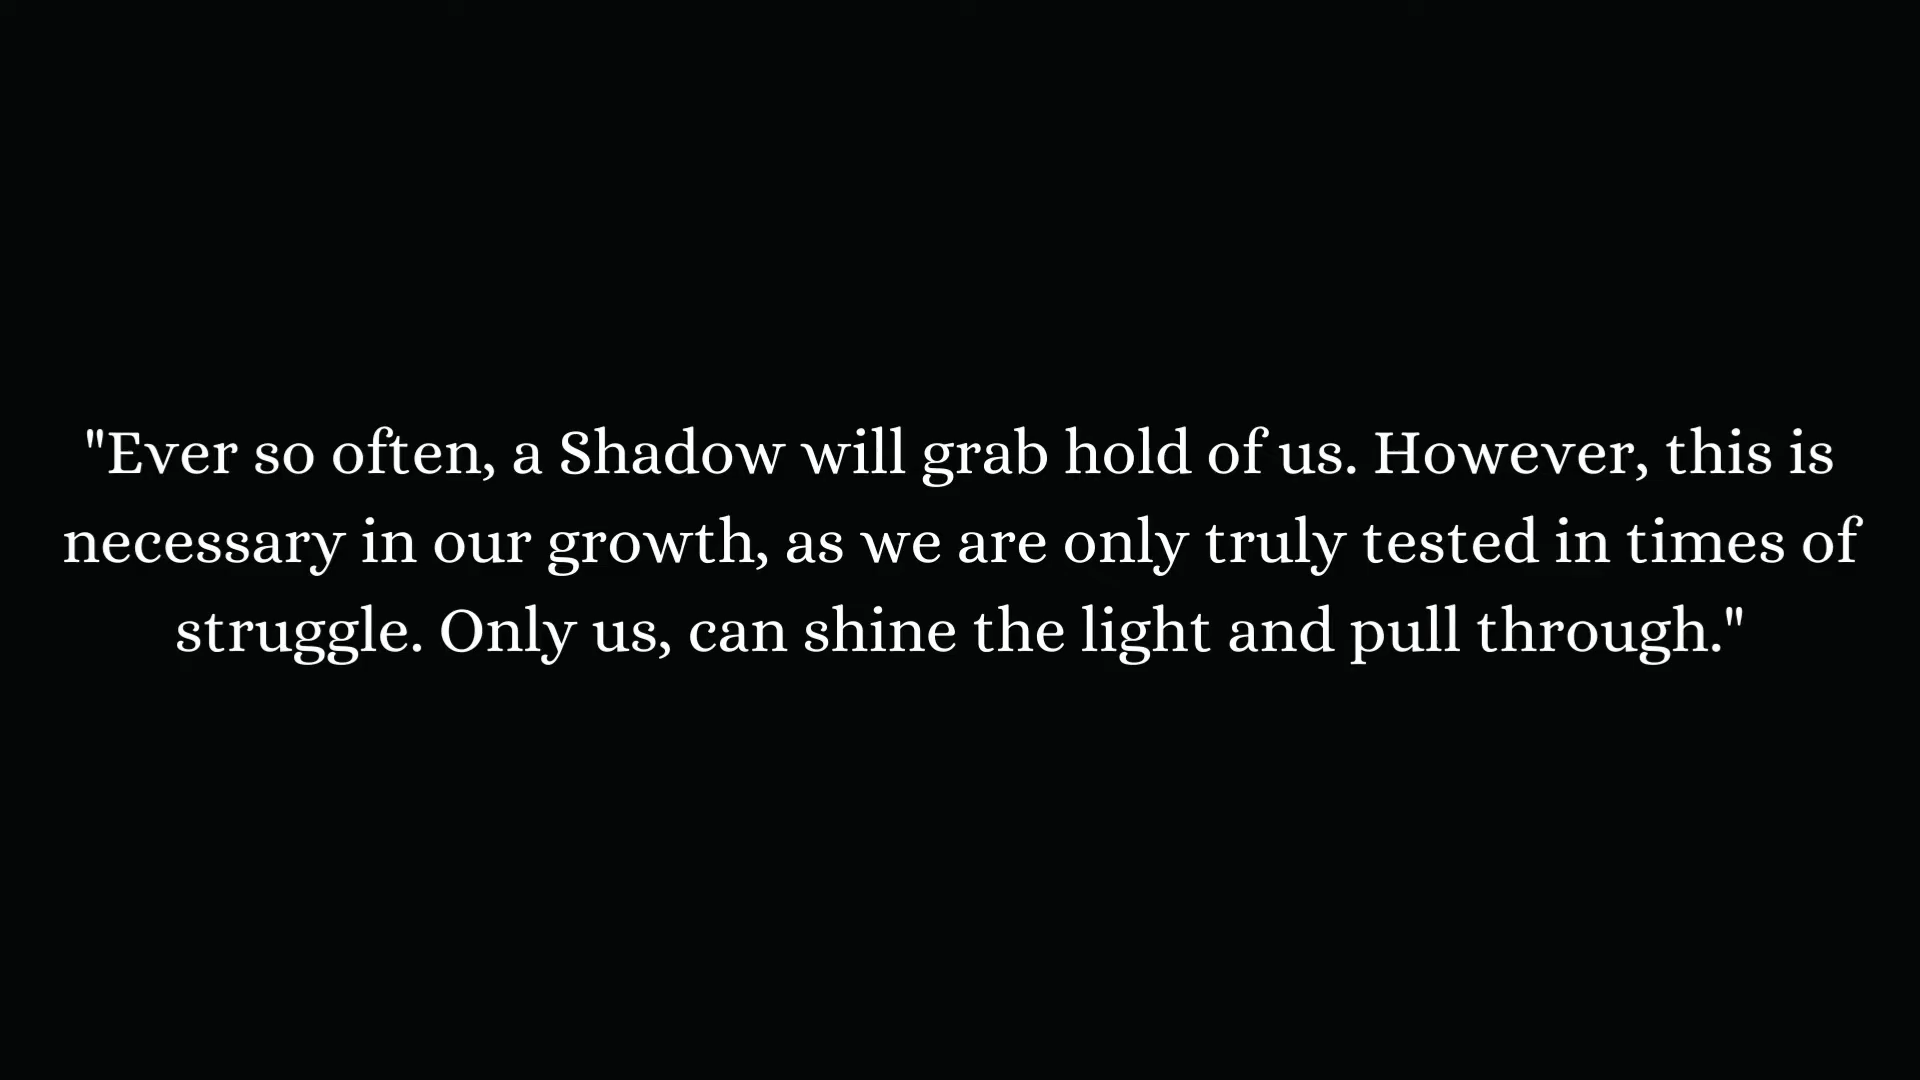 "Ever so often, a Shadow will grab hold of us. However, this is
necessary in our growth, as we are only truly tested in times of
struggle. Only us, can shine the light and pull through."